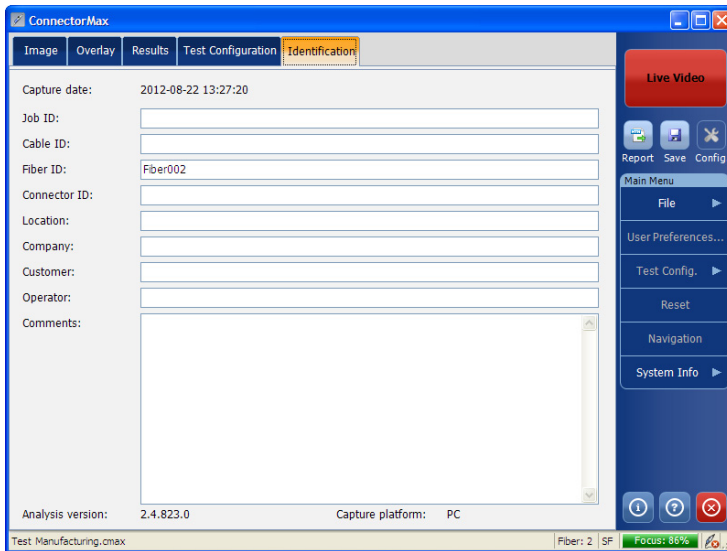 ConnectorMax
Image Overlay Results Test Configuration Identification
Capture date: 2012-08-22 13:27:20
Job ID:
Cable ID:
Fiber ID: Fiber002
Connector ID:
Location:
Company:
Customer:
Operator:
Comments:
Analysis version: 2.4.823.0 Capture platform: PC
Test Manufacturing.cmax Fiber: 2 SF Focus: 86%
Live Video
Report Save Config
Main Menu
File
User Preferences...
Test Config.
Reset
Navigation
System Info